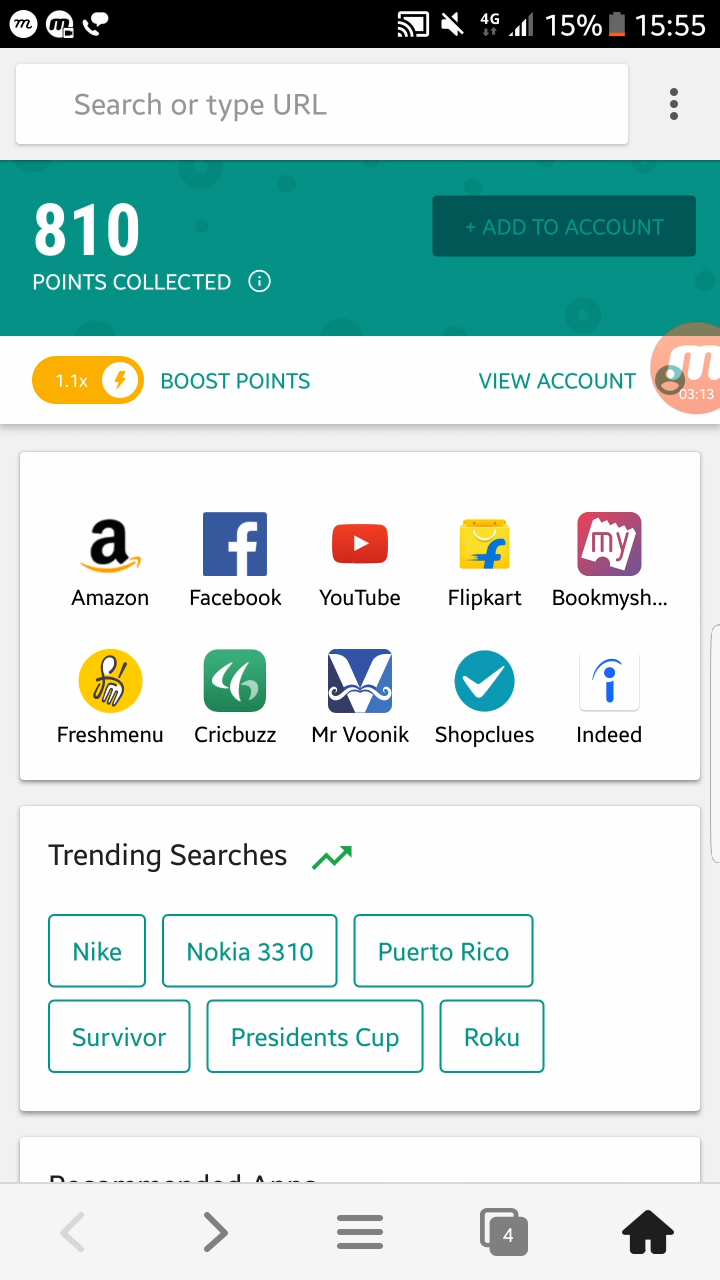 4G 15% 15:55
Search or type URL
810
POINTS COLLECTED
+ ADD TO ACCOUNT
1.1x BOOST POINTS
VIEW ACCOUNT
03:13
Amazon Facebook YouTube Flipkart Bookmysh...
Freshmenu Cricbuzz Mr Voonik Shopclues Indeed
Trending Searches
Nike Nokia 3310 Puerto Rico
Survivor Presidents Cup Roku
Recommended Apps
4